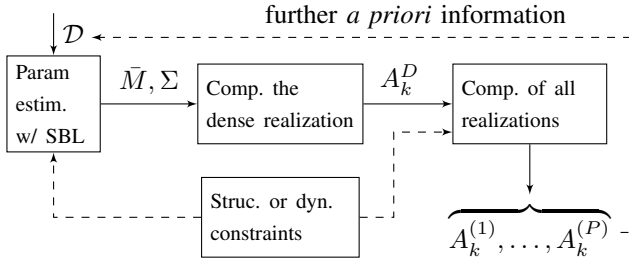 further a priori information
𝒟
Param
estim.
w/ SBL
M̄, Σ
Comp. the
dense realization
A_k^D
Comp. of all
realizations
Struc. or dyn.
constraints
A_k^{(1)}, . . . , A_k^{(P)}